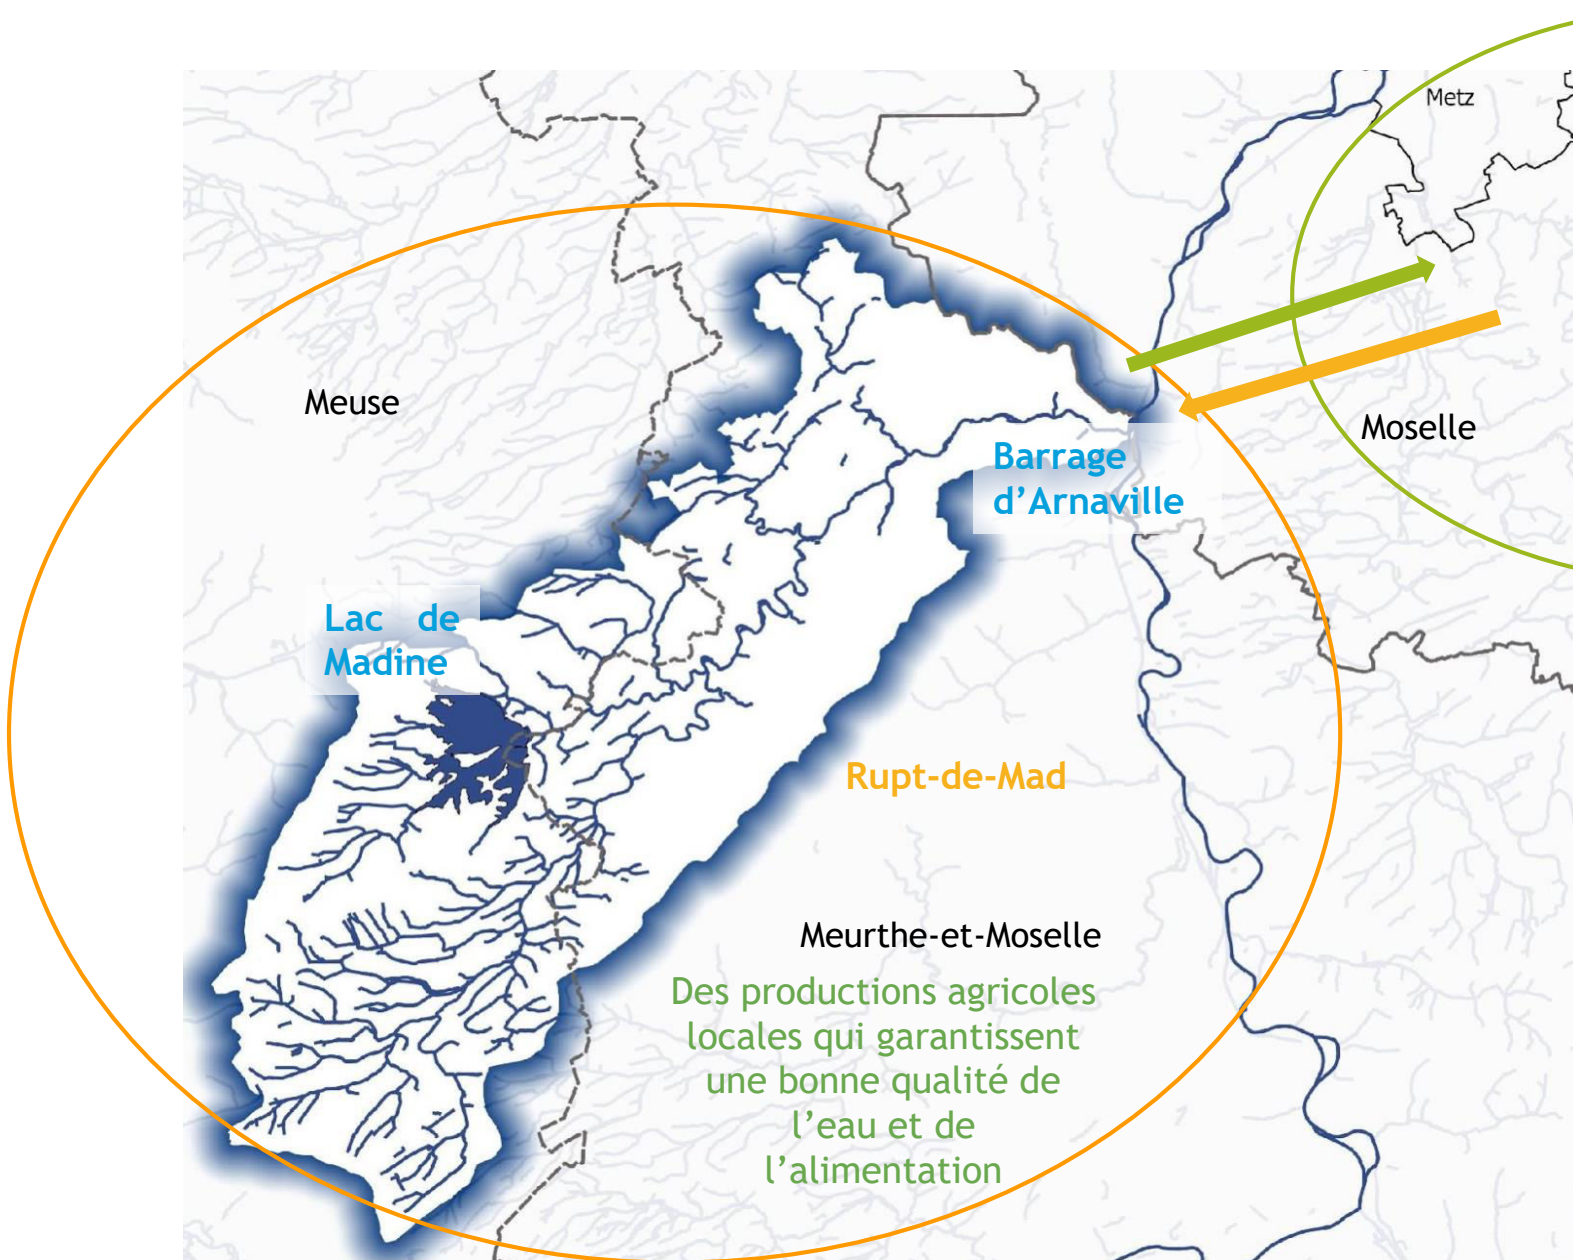 Metz
Meuse
Moselle
Barrage
d’Arnaville
Lac de
Madine
Rupt-de-Mad
Meurthe-et-Moselle
Des productions agricoles
locales qui garantissent
une bonne qualité de
l’eau et de
l’alimentation